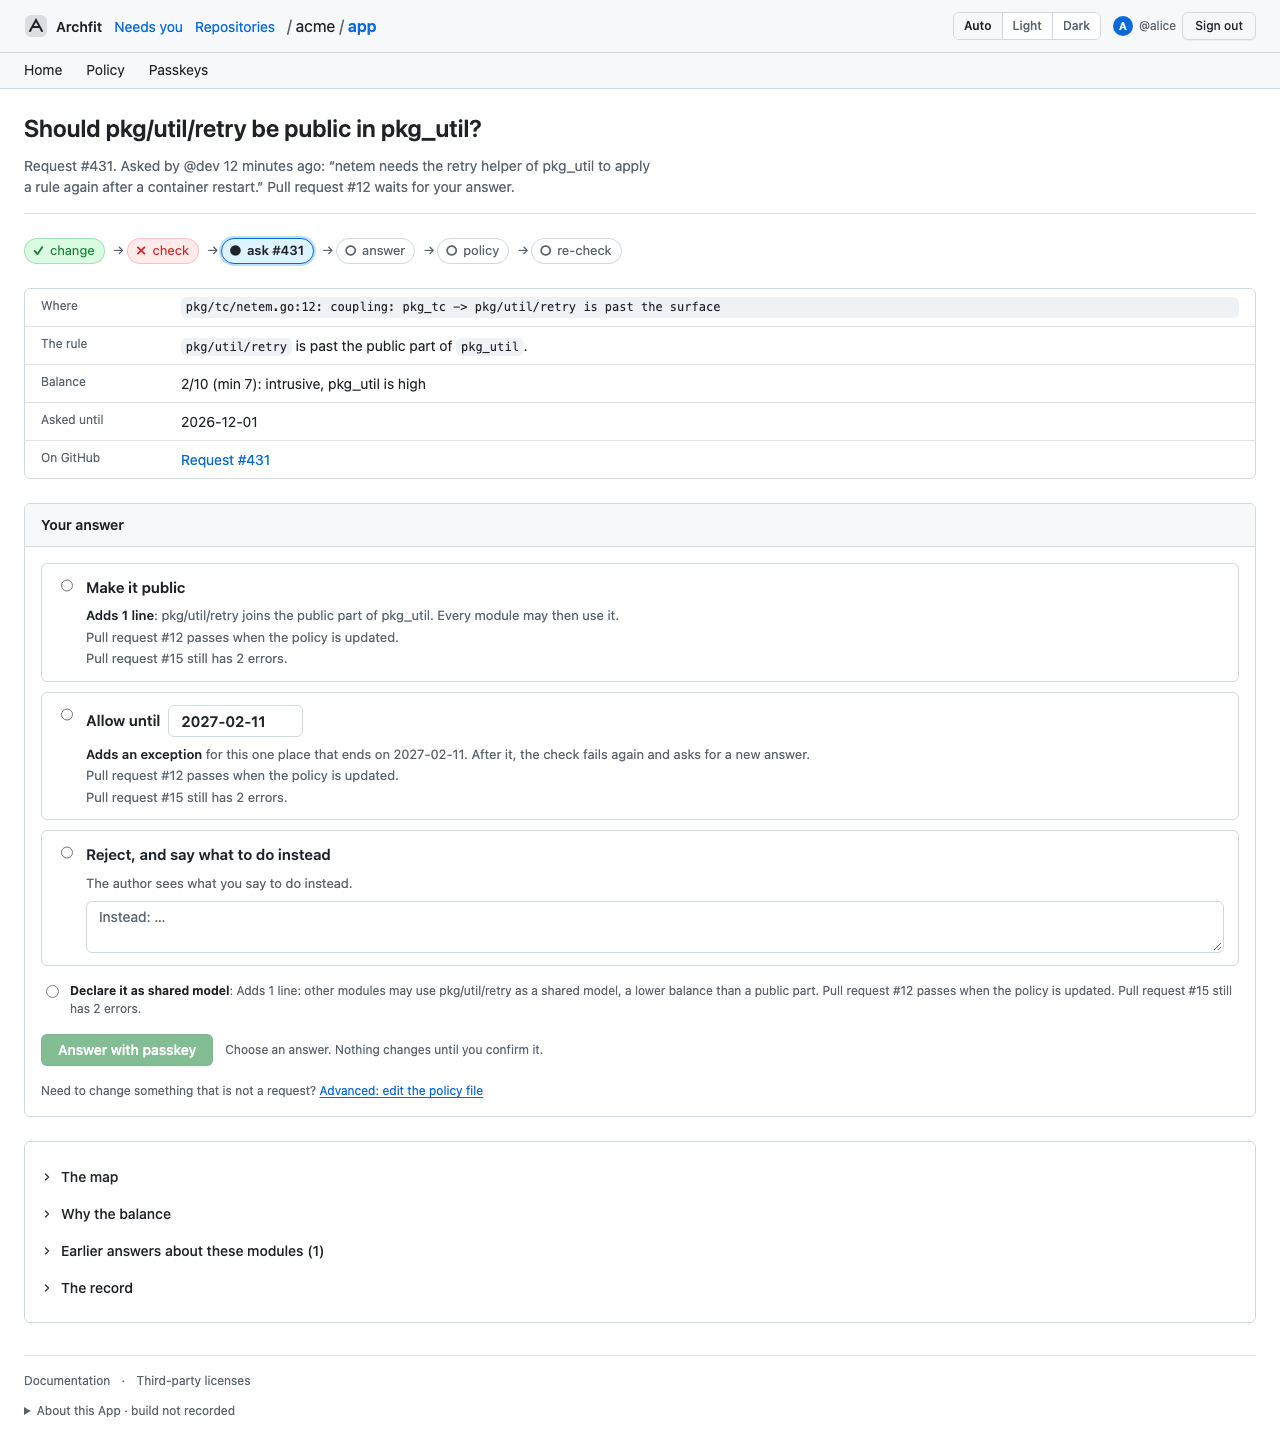 Archfit Needs you Repositories / acme / app Auto Light Dark A @alice Sign out
Home Policy Passkeys
Should pkg/util/retry be public in pkg_util?
Request #431. Asked by @dev 12 minutes ago: “netem needs the retry helper of pkg_util to apply
a rule again after a container restart.” Pull request #12 waits for your answer.
✓ change → ✕ check → ● ask #431 → ○ answer → ○ policy → ○ re-check
Where pkg/tc/netem.go:12: coupling: pkg_tc —> pkg/util/retry is past the surface
The rule pkg/util/retry is past the public part of pkg_util.
Balance 2/10 (min 7): intrusive, pkg_util is high
Asked until 2026-12-01
On GitHub Request #431
Your answer
Make it public
Adds 1 line: pkg/util/retry joins the public part of pkg_util. Every module may then use it.
Pull request #12 passes when the policy is updated.
Pull request #15 still has 2 errors.
Allow until 2027-02-11
Adds an exception for this one place that ends on 2027-02-11. After it, the check fails again and asks for a new answer.
Pull request #12 passes when the policy is updated.
Pull request #15 still has 2 errors.
Reject, and say what to do instead
The author sees what you say to do instead.
Instead: ...
Declare it as shared model: Adds 1 line: other modules may use pkg/util/retry as a shared model, a lower balance than a public part. Pull request #12 passes when the policy is updated. Pull request #15 still
has 2 errors.
Answer with passkey Choose an answer. Nothing changes until you confirm it.
Need to change something that is not a request? Advanced: edit the policy file
The map
Why the balance
Earlier answers about these modules (1)
The record
Documentation · Third-party licenses
About this App · build not recorded